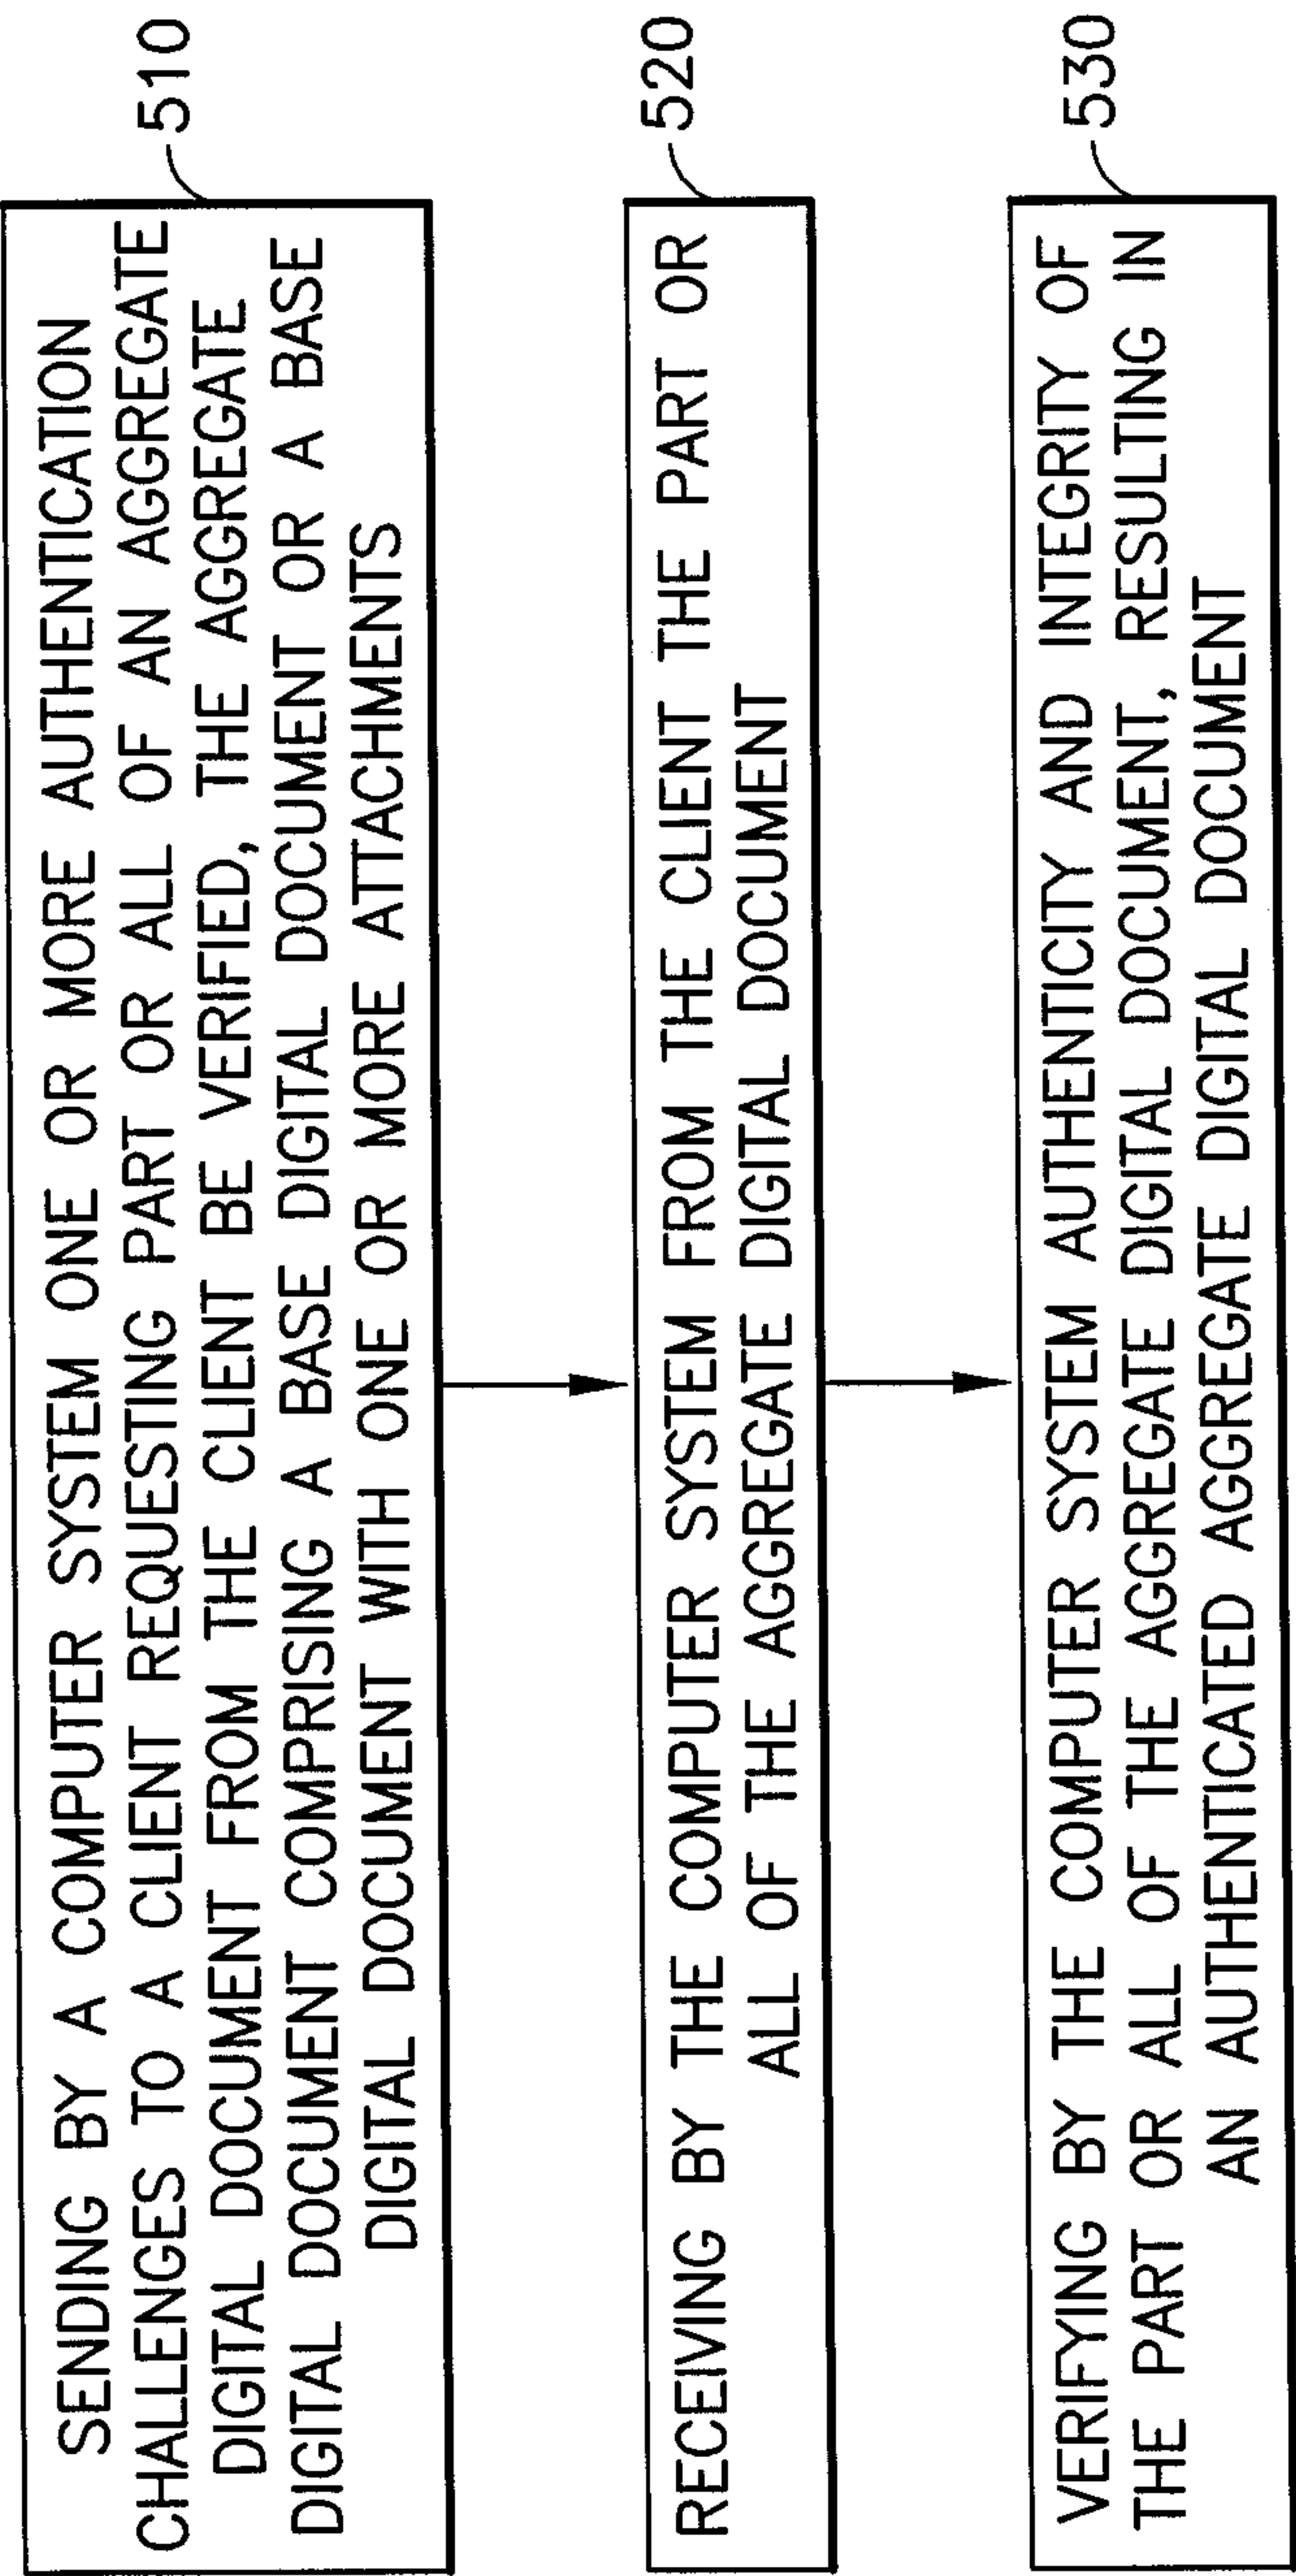 SENDING BY A COMPUTER SYSTEM ONE OR MORE AUTHENTICATION
CHALLENGES TO A CLIENT REQUESTING PART OR ALL OF AN AGGREGATE
DIGITAL DOCUMENT FROM THE CLIENT BE VERIFIED, THE AGGREGATE
DIGITAL DOCUMENT COMPRISING A BASE DIGITAL DOCUMENT OR A BASE
DIGITAL DOCUMENT WITH ONE OR MORE ATTACHMENTS
510
RECEIVING BY THE COMPUTER SYSTEM FROM THE CLIENT THE PART OR
ALL OF THE AGGREGATE DIGITAL DOCUMENT
520
VERIFYING BY THE COMPUTER SYSTEM AUTHENTICITY AND INTEGRITY OF
THE PART OR ALL OF THE AGGREGATE DIGITAL DOCUMENT, RESULTING IN
AN AUTHENTICATED AGGREGATE DIGITAL DOCUMENT
530